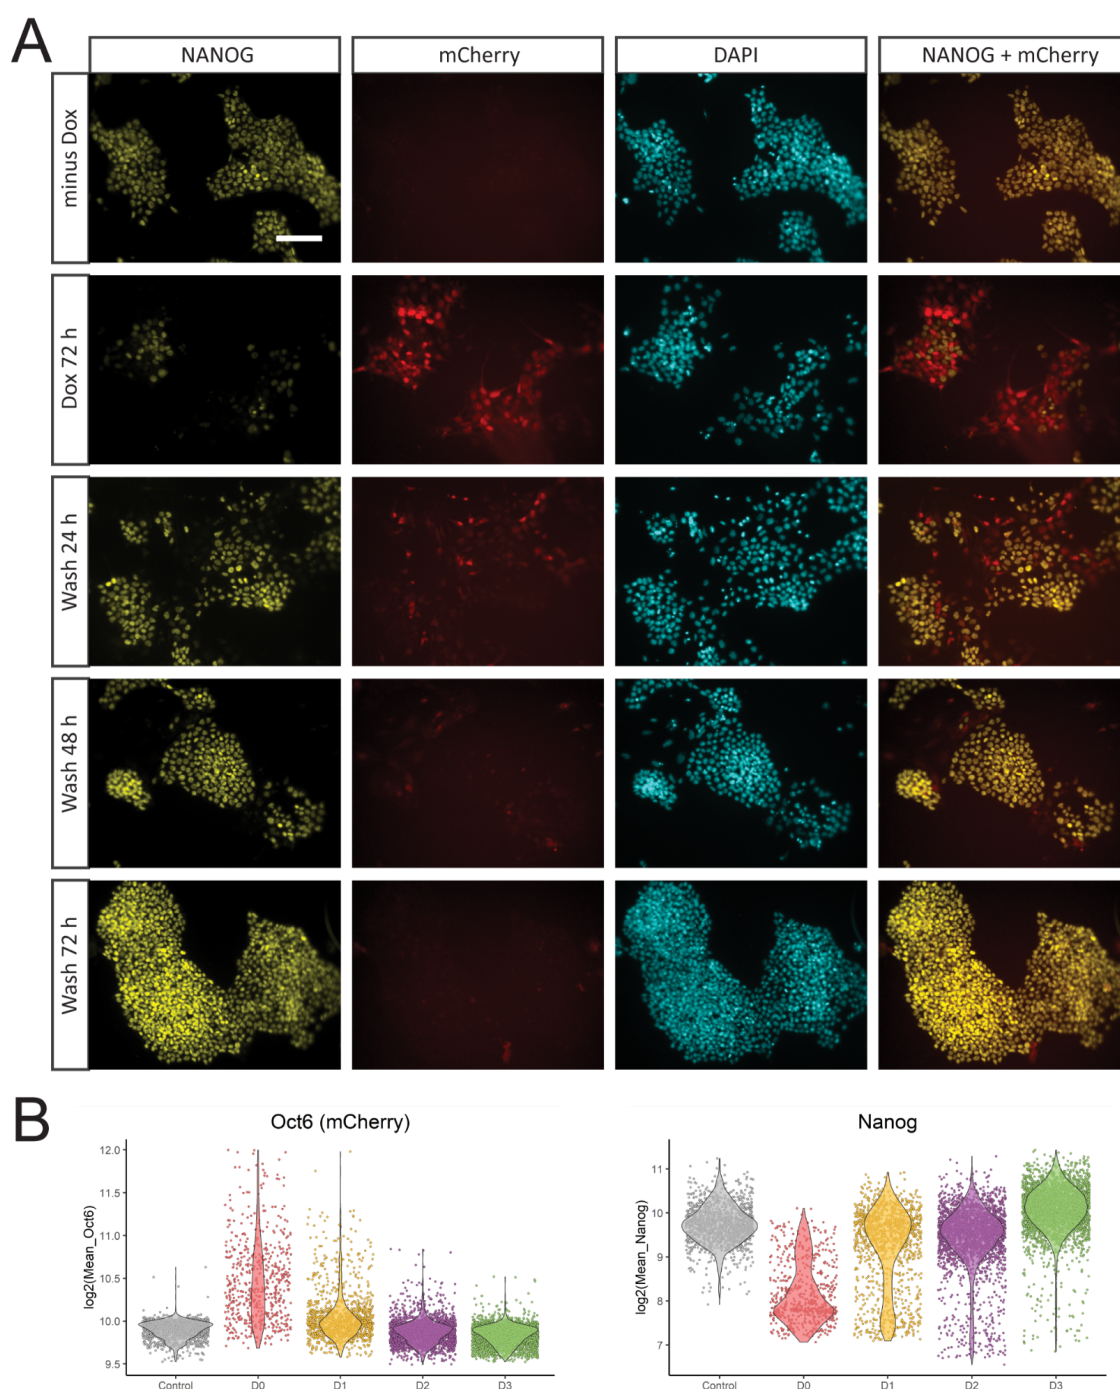 A
NANOG
mCherry
DAPI
NANOG + mCherry
minus Dox
Dox 72 h
Wash 24 h
Wash 48 h
Wash 72 h
B
Oct6 (mCherry)
log2(Mean_Oct6)
12.0
11.5
11.0
10.5
10.0
9.5
Control
D0
D1
D2
D3
Nanog
log2(Mean_Nanog)
11
10
9
8
7
Control
D0
D1
D2
D3